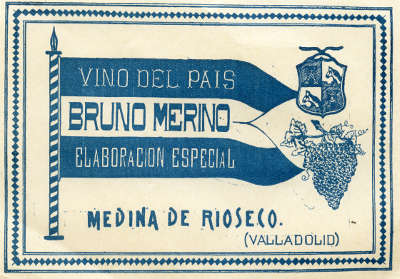 VINO DEL PAIS
BRUNO MERINO
ELABORACION ESPECIAL
MEDINA DE RIOSECO.
(VALLADOLID)